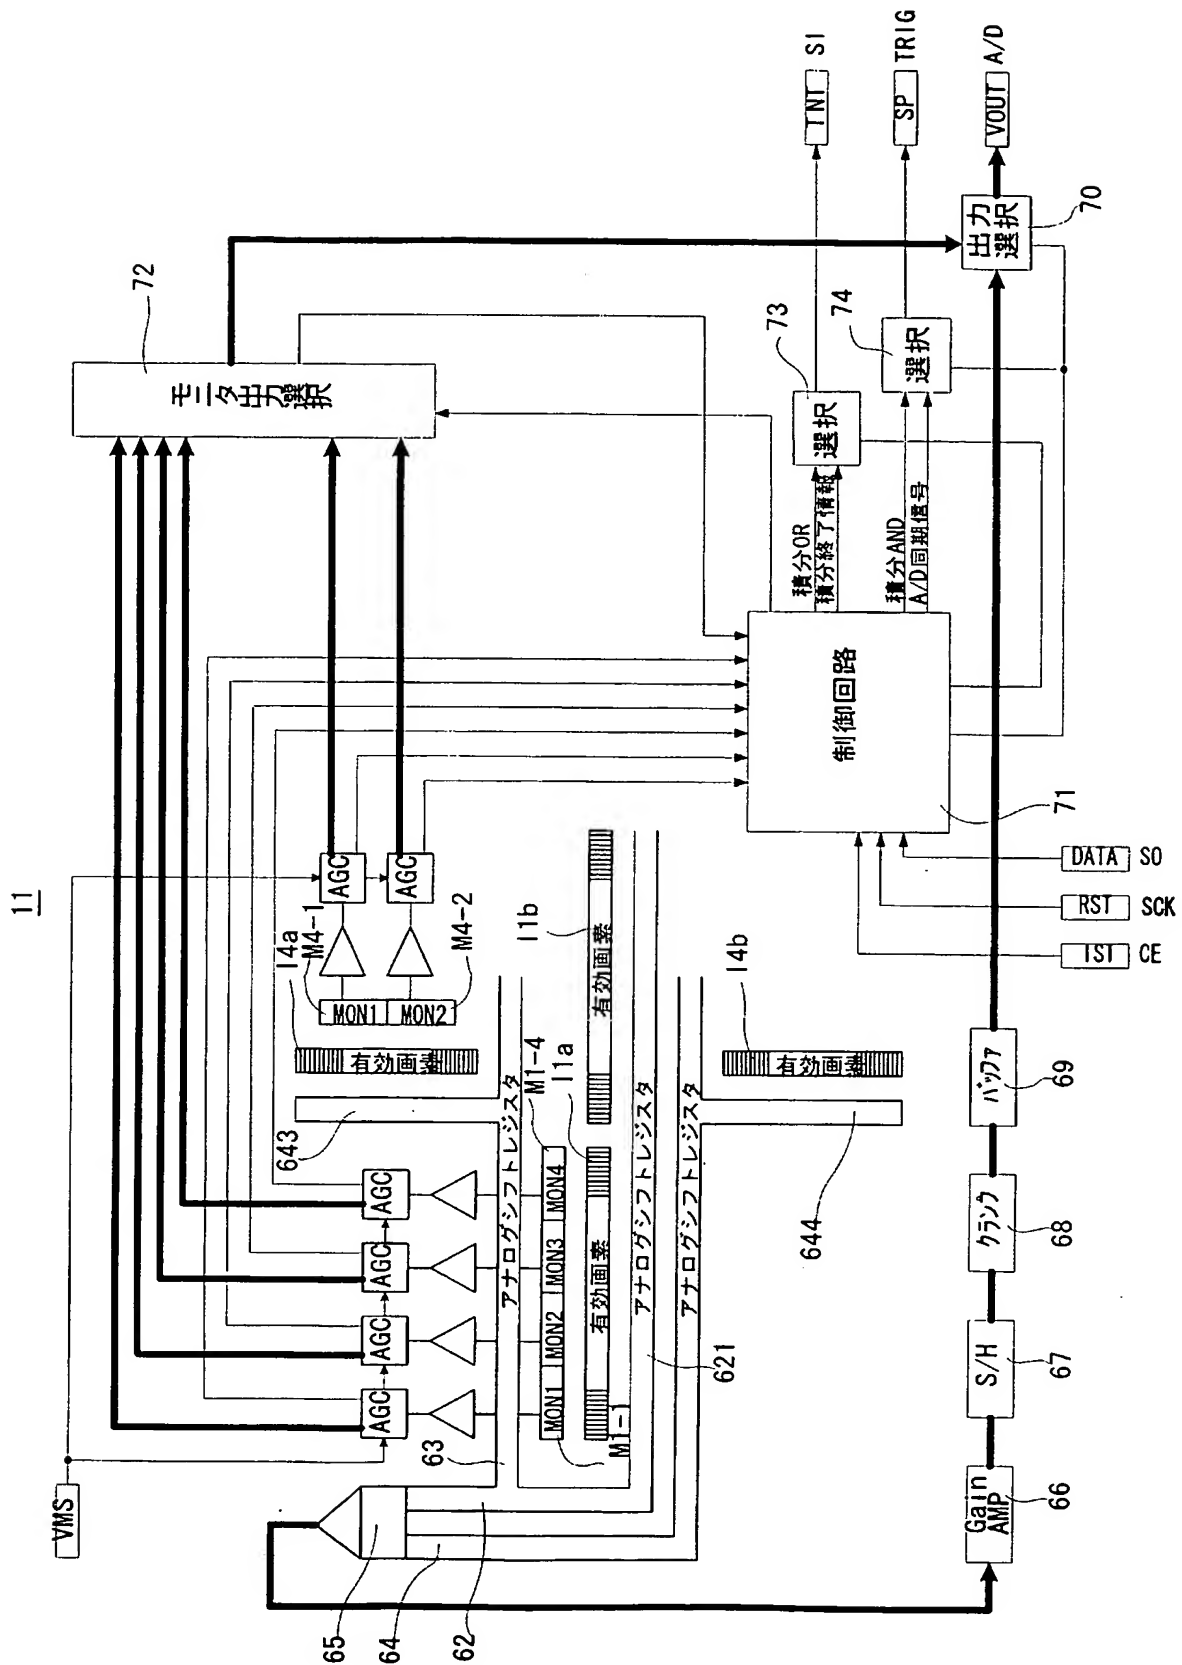 11
VMS
AGC
AGC
AGC
AGC
AGC
AGC
モニタ出力選択
72
14a
M4-1
M4-2
MON1
MON2
有効画素
643
アナログシフトレジスタ
63
MON1
MON2
MON3
MON4
M1-4
M1-1
11a
11b
有効画素
有効画素
アナログシフトレジスタ
621
アナログシフトレジスタ
14b
有効画素
644
65
64
62
制御回路
71
積分OR
積分終了情報
積分AND
A/D同期信号
選択
73
選択
74
TNT
SI
SP
TRIG
VOUT
A/D
出力
選択
70
DATA
SO
RST
SCK
TST
CE
Gain
AMP
66
S/H
67
クランプ
68
バッファ
69